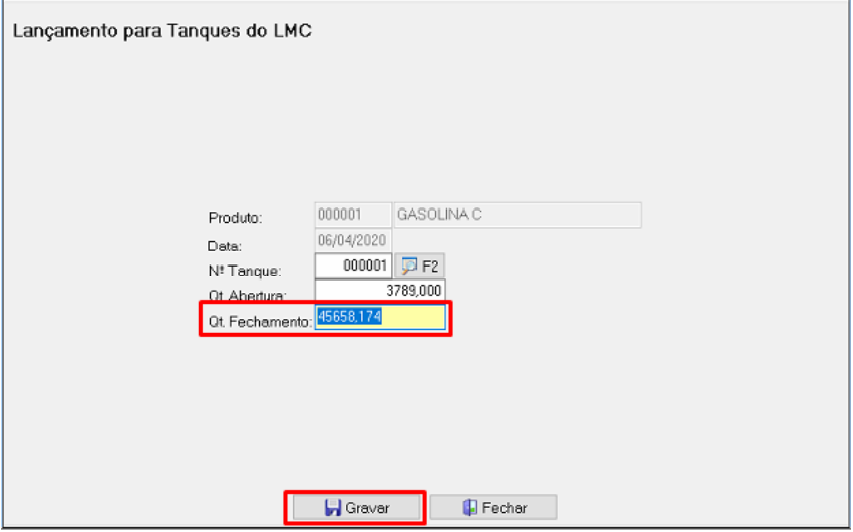 Lançamento para Tanques do LMC
Produto: 000001 GASOLINA C
Data: 06/04/2020
Nº Tanque: 000001 F2
Qt. Abertura: 3789,000
Qt. Fechamento: 45658,174
Gravar Fechar